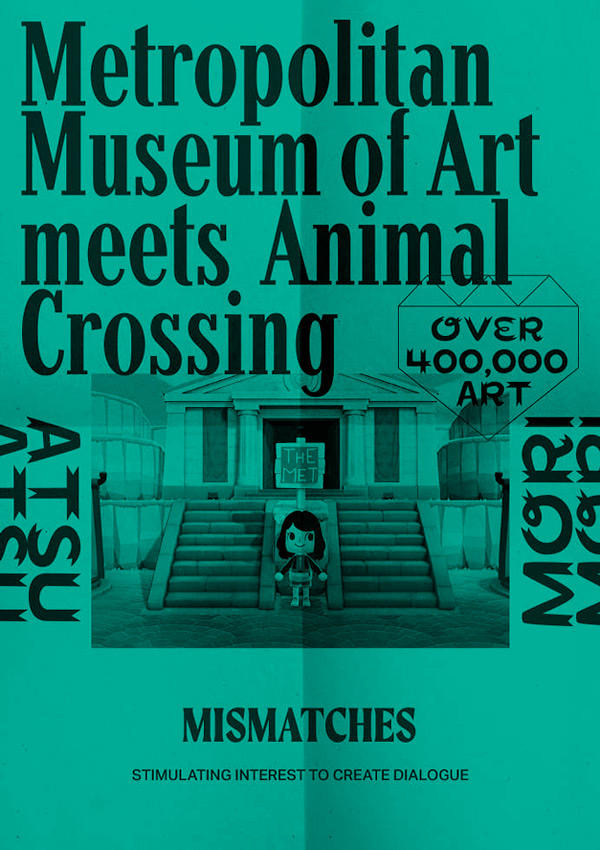 Metropolitan
Museum of Art
meets Animal
Crossing
OVER
400,000
ART
THE
MET
ATSU
MORI
MORI
MISMATCHES
STIMULATING INTEREST TO CREATE DIALOGUE